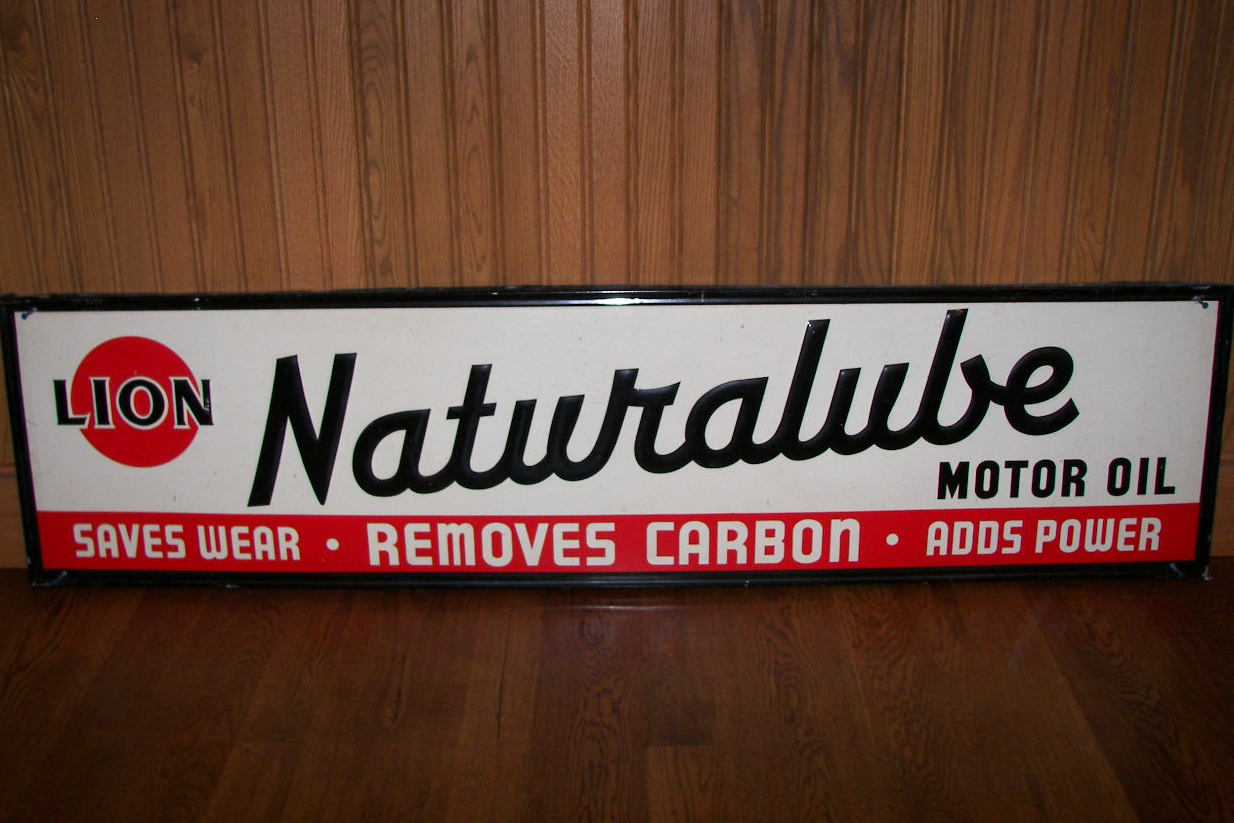 LION
Naturalube
MOTOR OIL
SAVES WEAR • REMOVES CARBON • ADDS POWER